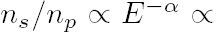 n_s/n_p ∝ E^{−α} ∝